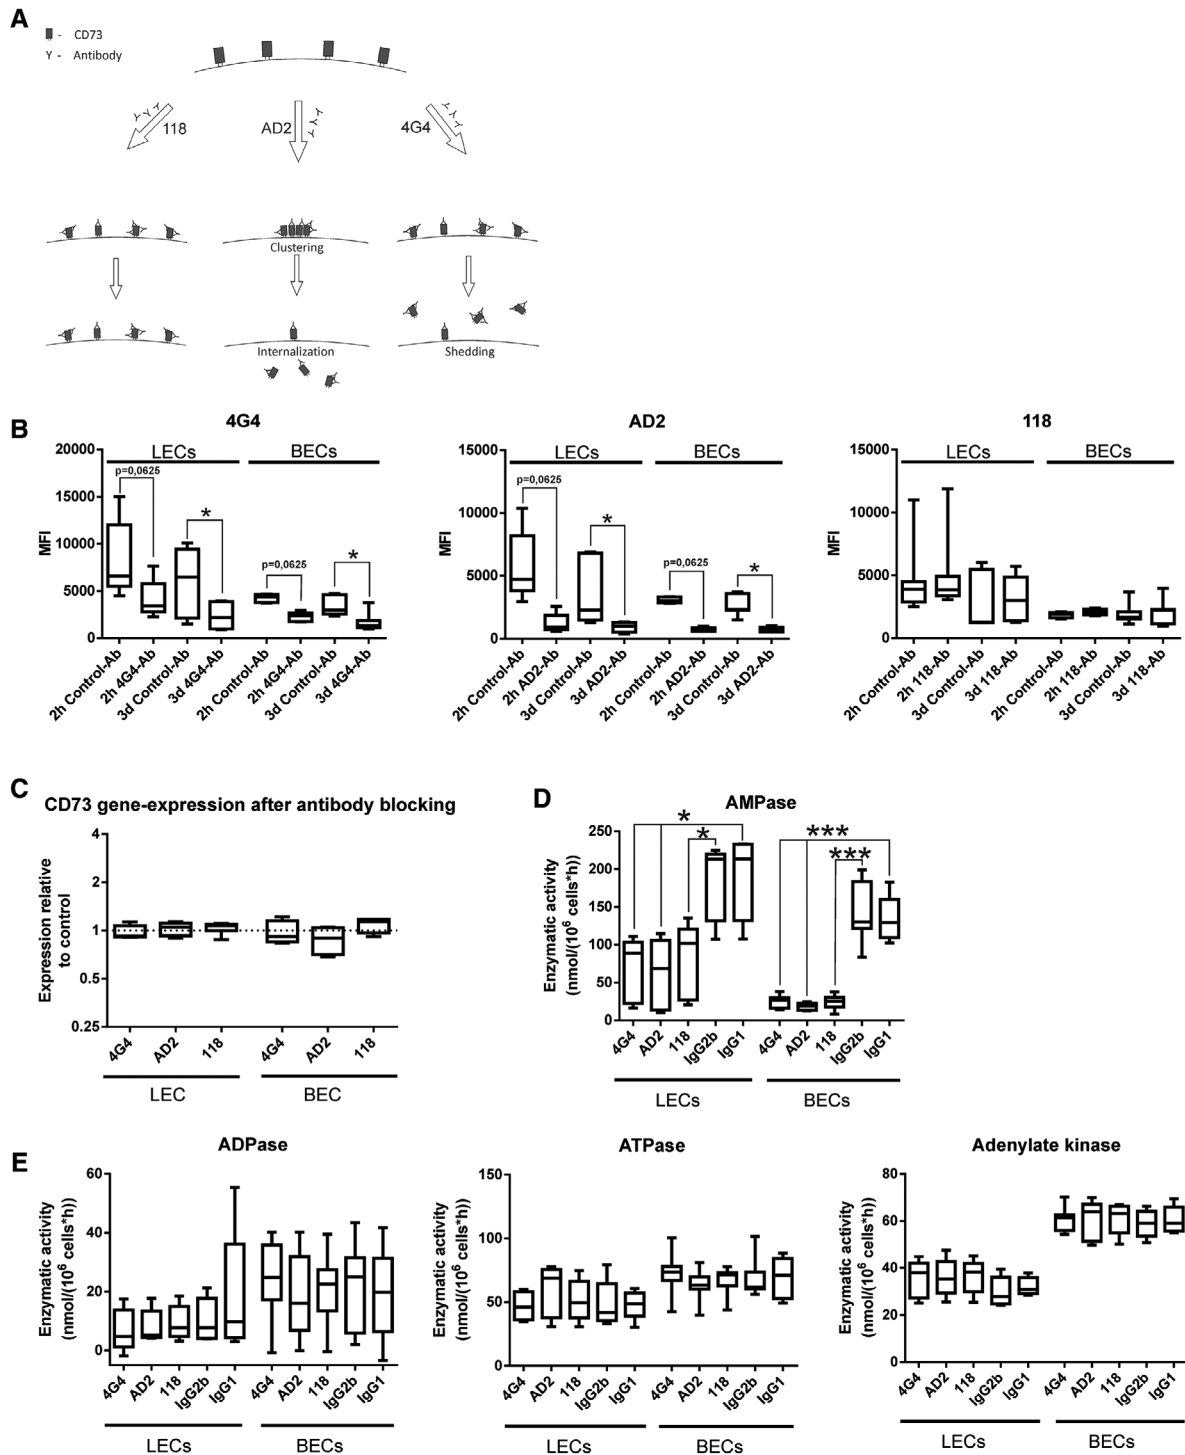 A
- CD73
Y - Antibody
118
AD2
4G4
Clustering
Internalization
Shedding
B
4G4
LECs
BECs
MFI
20000
15000
10000
5000
0
p=0,0625
*
p=0,0625
*
2h Control-Ab
2h 4G4-Ab
3d Control-Ab
3d 4G4-Ab
2h Control-Ab
2h 4G4-Ab
3d Control-Ab
3d 4G4-Ab
AD2
LECs
BECs
MFI
15000
10000
5000
0
p=0,0625
*
p=0,0625
*
2h Control-Ab
2h AD2-Ab
3d Control-Ab
3d AD2-Ab
2h Control-Ab
2h AD2-Ab
3d Control-Ab
3d AD2-Ab
118
LECs
BECs
MFI
15000
10000
5000
0
2h Control-Ab
2h 118-Ab
3d Control-Ab
3d 118-Ab
2h Control-Ab
2h 118-Ab
3d Control-Ab
3d 118-Ab
C
CD73 gene-expression after antibody blocking
Expression relative
to control
4
2
1
0.5
0.25
4G4
AD2
118
4G4
AD2
118
LEC
BEC
D
AMPase
Enzymatic activity
(nmol/(10⁶ cells*h))
250
200
150
100
50
0
*
*
***
***
4G4
AD2
118
IgG2b
IgG1
4G4
AD2
118
IgG2b
IgG1
LECs
BECs
E
ADPase
Enzymatic activity
(nmol/(10⁶ cells*h))
60
40
20
0
4G4
AD2
118
IgG2b
IgG1
4G4
AD2
118
IgG2b
IgG1
LECs
BECs
ATPase
Enzymatic activity
(nmol/(10⁶ cells*h))
150
100
50
0
4G4
AD2
118
IgG2b
IgG1
4G4
AD2
118
IgG2b
IgG1
LECs
BECs
Adenylate kinase
Enzymatic activity
(nmol/(10⁶ cells*h))
80
60
40
20
0
4G4
AD2
118
IgG2b
IgG1
4G4
AD2
118
IgG2b
IgG1
LECs
BECs